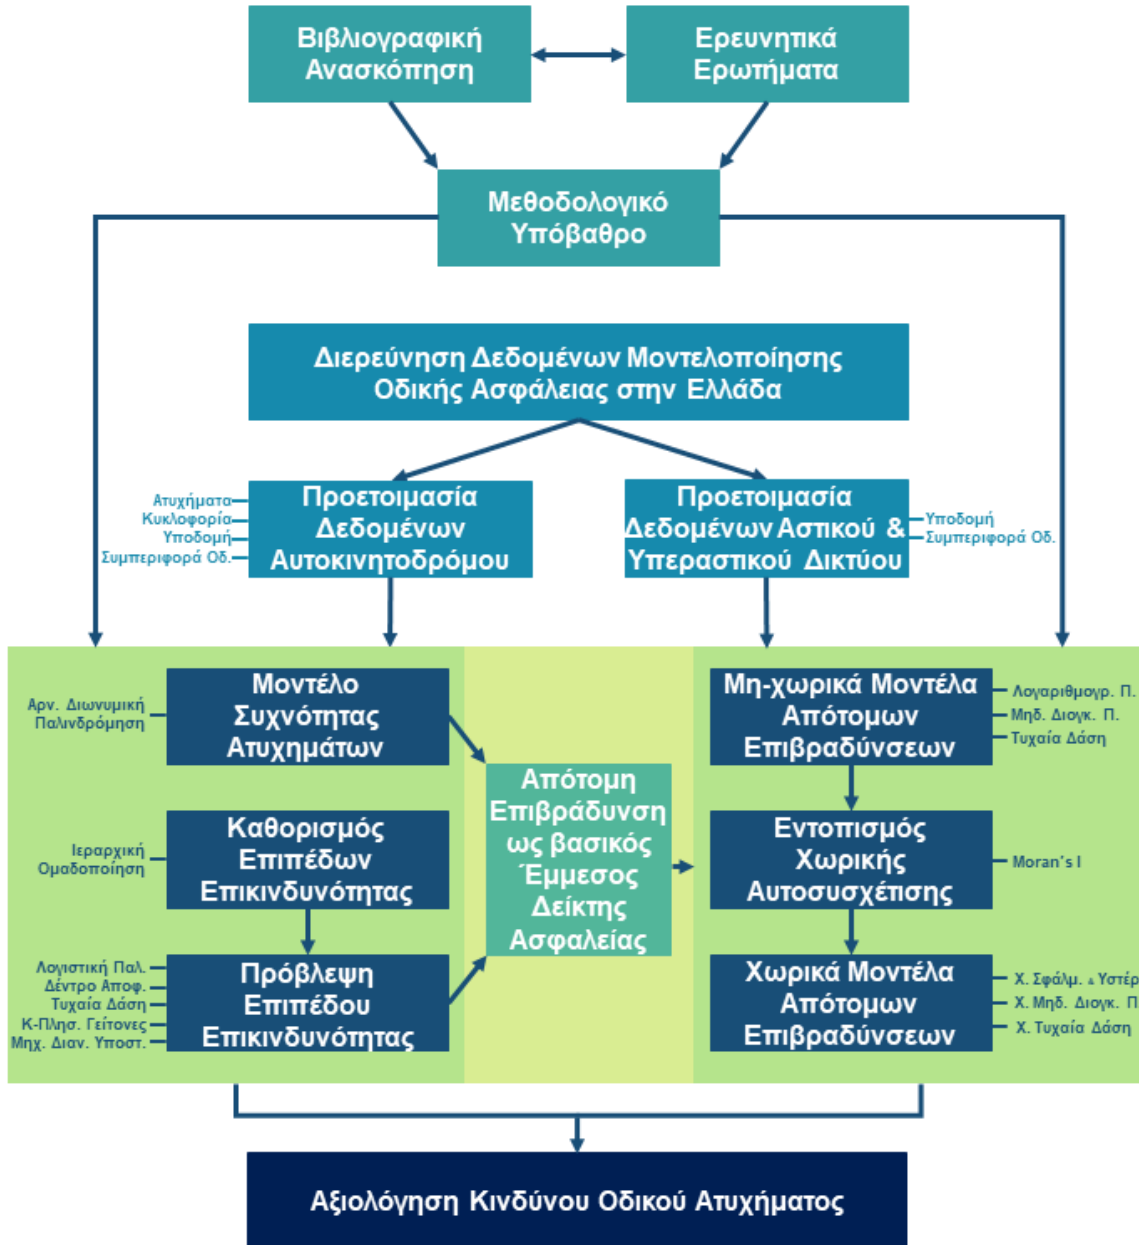 Βιβλιογραφική
Ανασκόπηση
Ερευνητικά
Ερωτήματα
Μεθοδολογικό
Υπόβαθρο
Διερεύνηση Δεδομένων Μοντελοποίησης
Οδικής Ασφάλειας στην Ελλάδα
Ατυχήματα
Κυκλοφορία
Υποδομή
Συμπεριφορά Οδ.
Προετοιμασία
Δεδομένων
Αυτοκινητοδρόμου
Προετοιμασία
Δεδομένων Αστικού &
Υπεραστικού Δικτύου
Υποδομή
Συμπεριφορά Οδ.
Αρν. Διωνυμική
Παλινδρόμηση
Μοντέλο
Συχνότητας
Ατυχημάτων
Ιεραρχική
Ομαδοποίηση
Καθορισμός
Επιπέδων
Επικινδυνότητας
Λογιστική Παλ.
Δέντρο Αποφ.
Τυχαία Δάση
Κ-Πλησ. Γείτονες
Μηχ. Διαν. Υποστ.
Πρόβλεψη
Επιπέδου
Επικινδυνότητας
Απότομη
Επιβράδυνση
ως βασικός
Έμμεσος
Δείκτης
Ασφαλείας
Μη-χωρικά Μοντέλα
Απότομων
Επιβραδύνσεων
Λογαριθμογρ. Π.
Μηδ. Διογκ. Π.
Τυχαία Δάση
Εντοπισμός
Χωρικής
Αυτοσυσχέτισης
Moran's I
Χωρικά Μοντέλα
Απότομων
Επιβραδύνσεων
Χ. Σφάλμ. & Υστέρ
Χ. Μηδ. Διογκ. Π
Χ. Τυχαία Δάση
Αξιολόγηση Κινδύνου Οδικού Ατυχήματος